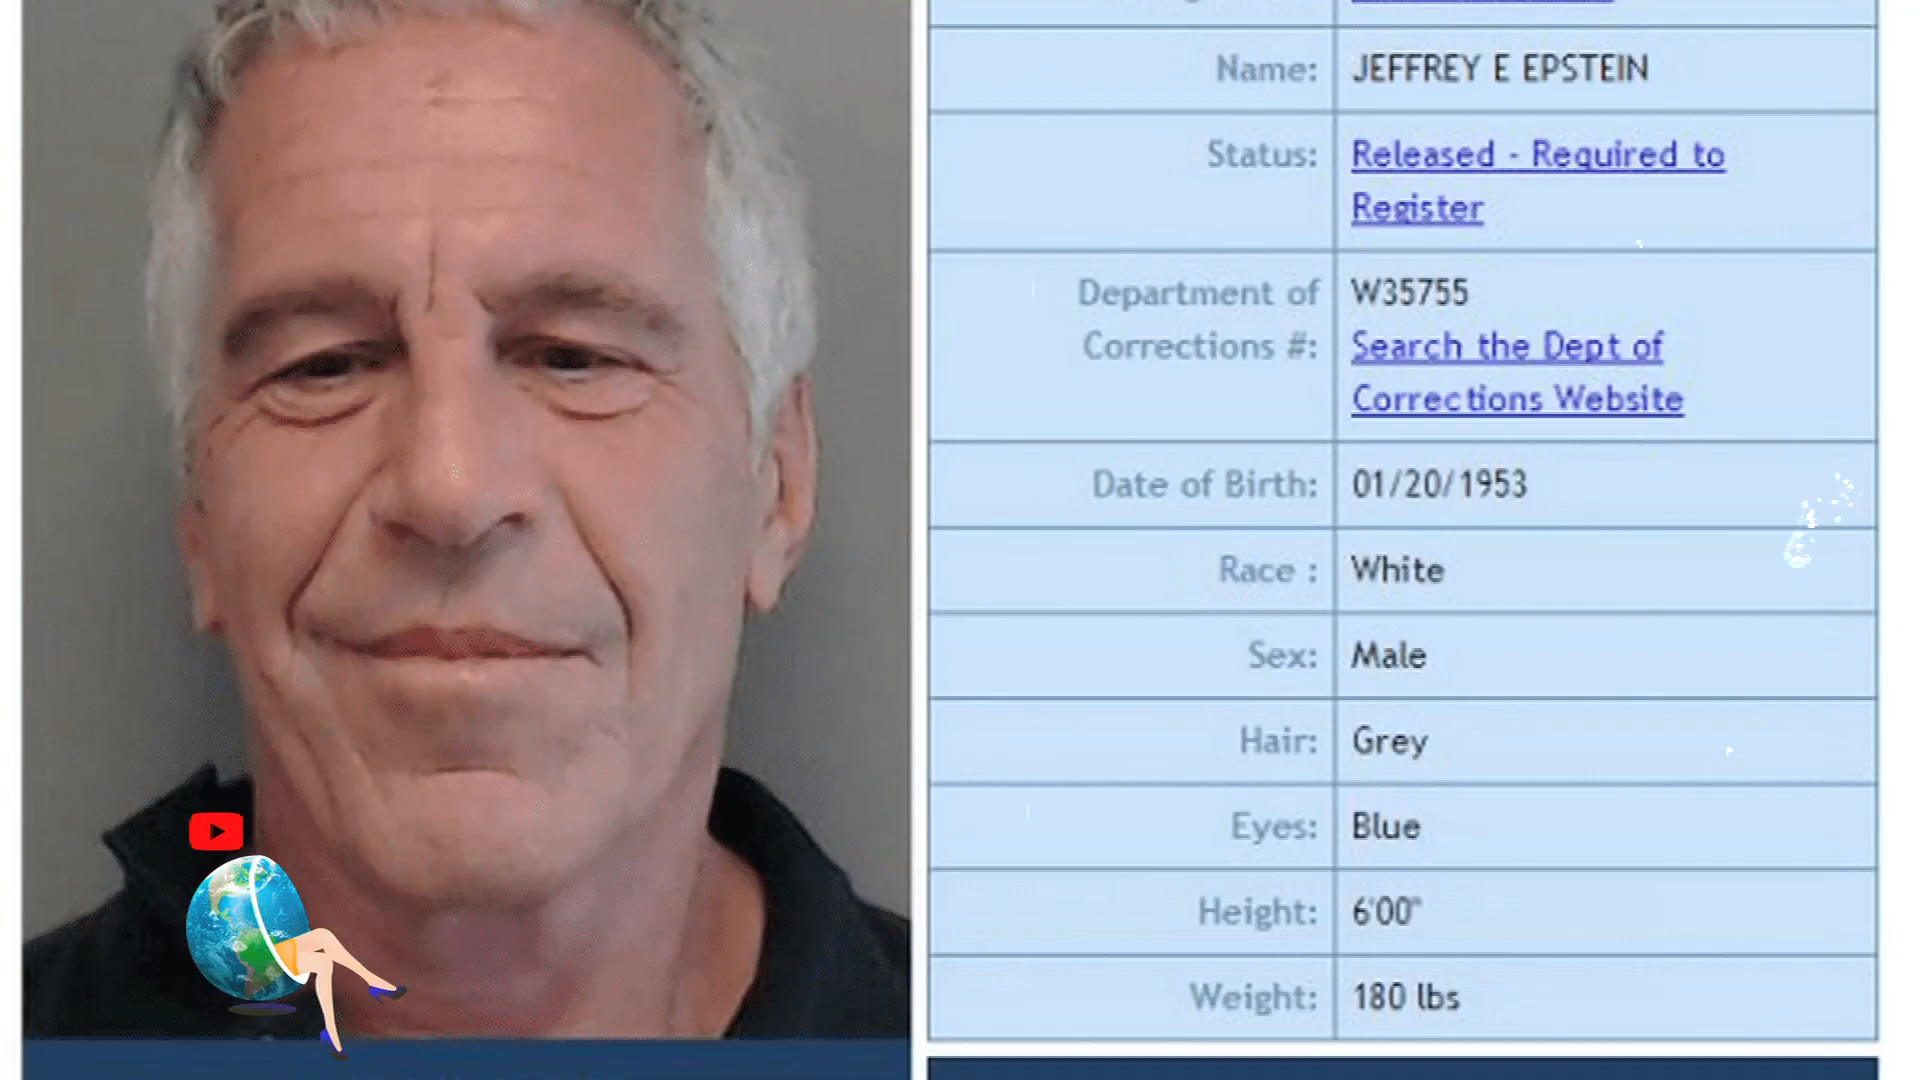 Name: JEFFREY E EPSTEIN
Status: Released - Required to
Register
Department of W35755
Corrections #: Search the Dept of
Corrections Website
Date of Birth: 01/20/1953
Race : White
Sex: Male
Hair: Grey
Eyes: Blue
Height: 6'00"
Weight: 180 lbs